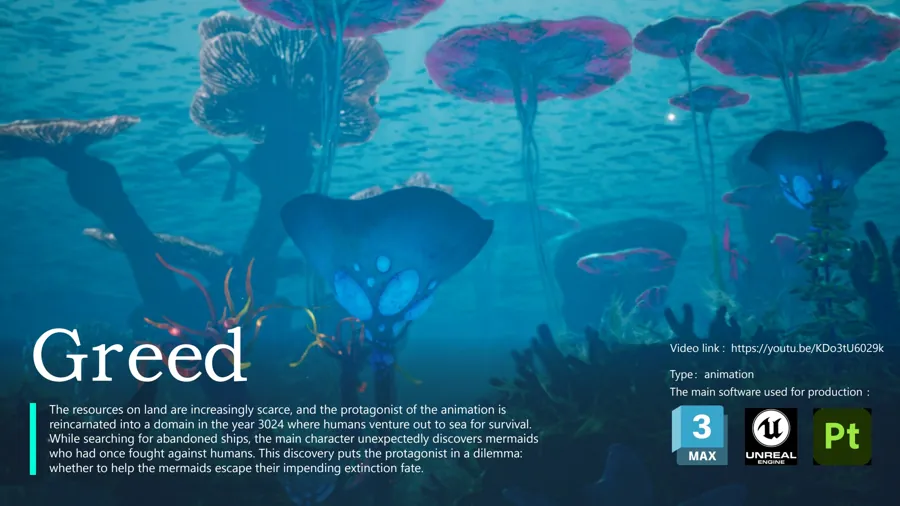 Greed
The resources on land are increasingly scarce, and the protagonist of the animation is
reincarnated into a domain in the year 3024 where humans venture out to sea for survival.
While searching for abandoned ships, the main character unexpectedly discovers mermaids
who had once fought against humans. This discovery puts the protagonist in a dilemma:
whether to help the mermaids escape their impending extinction fate.
Video link : https://youtu.be/KDo3tU6029k
Type: animation
The main software used for production :
3
MAX
UNREAL
ENGINE
Pt